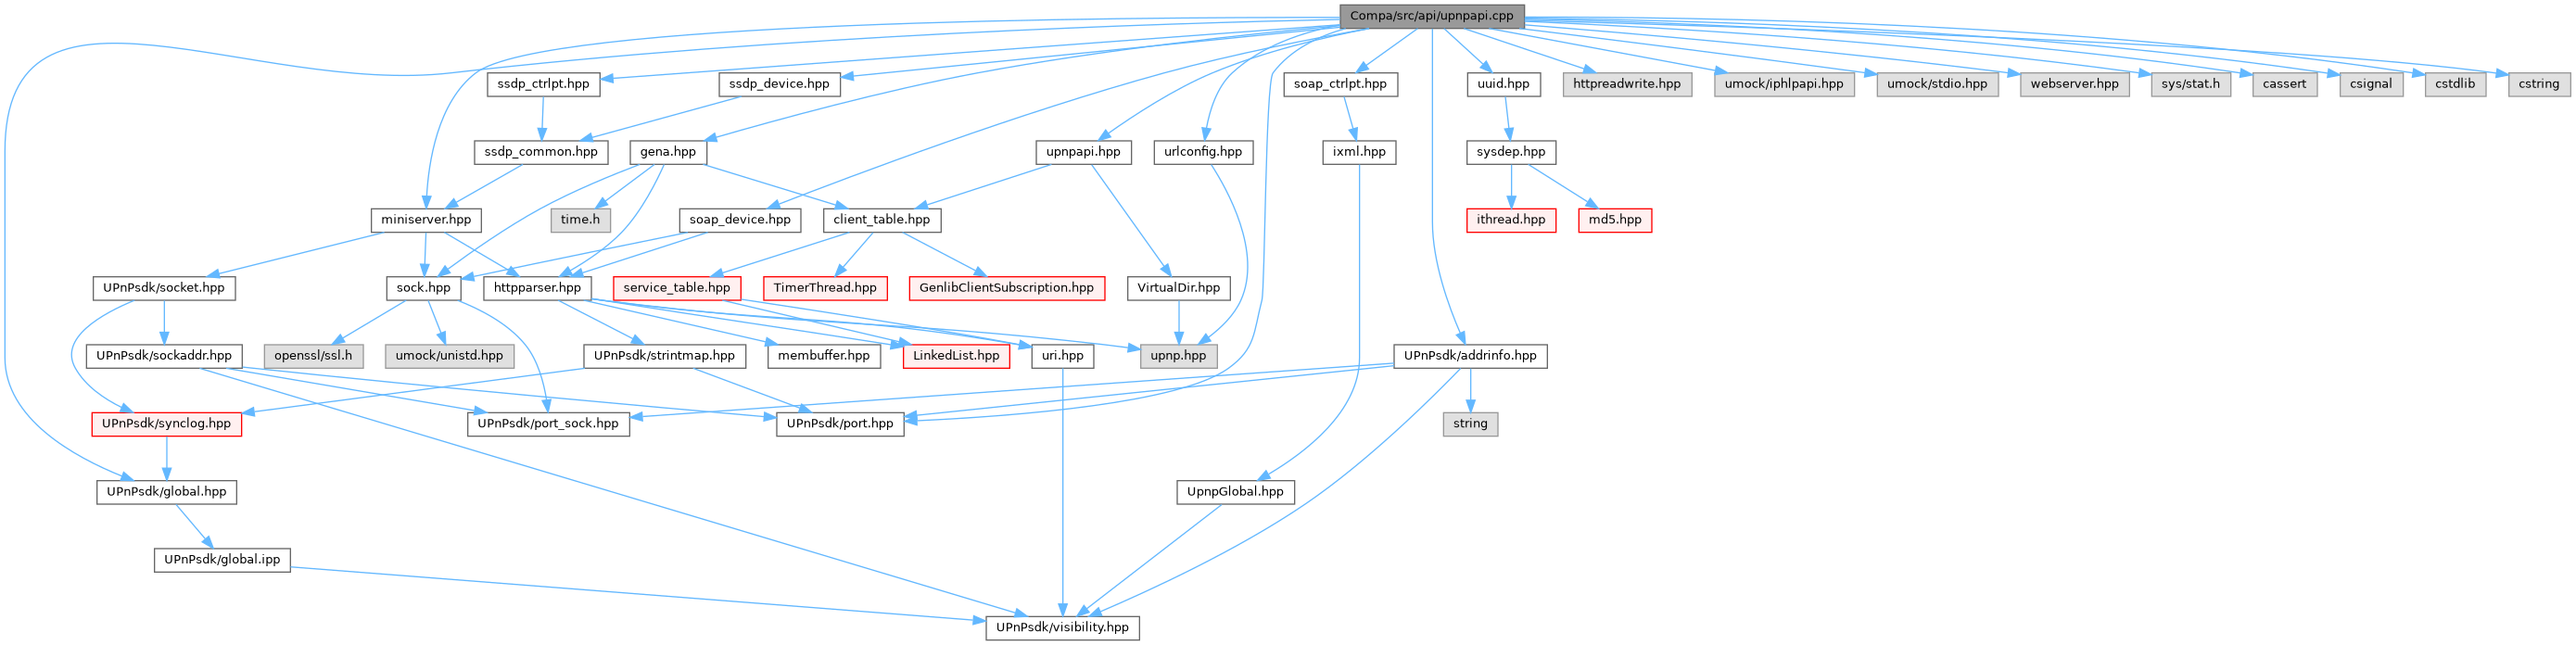 Compa/src/api/upnpapi.cpp
ssdp_ctrlpt.hpp
ssdp_device.hpp
soap_ctrlpt.hpp
uuid.hpp
httpreadwrite.hpp
umock/iphlpapi.hpp
umock/stdio.hpp
webserver.hpp
sys/stat.h
cassert
csignal
cstdlib
cstring
ssdp_common.hpp
gena.hpp
upnpapi.hpp
urlconfig.hpp
ixml.hpp
sysdep.hpp
miniserver.hpp
time.h
soap_device.hpp
client_table.hpp
ithread.hpp
md5.hpp
UPnPsdk/socket.hpp
sock.hpp
httpparser.hpp
service_table.hpp
TimerThread.hpp
GenlibClientSubscription.hpp
VirtualDir.hpp
UPnPsdk/sockaddr.hpp
openssl/ssl.h
umock/unistd.hpp
UPnPsdk/strintmap.hpp
membuffer.hpp
LinkedList.hpp
uri.hpp
upnp.hpp
UPnPsdk/addrinfo.hpp
UPnPsdk/synclog.hpp
UPnPsdk/port_sock.hpp
UPnPsdk/port.hpp
string
UPnPsdk/global.hpp
UpnpGlobal.hpp
UPnPsdk/global.ipp
UPnPsdk/visibility.hpp